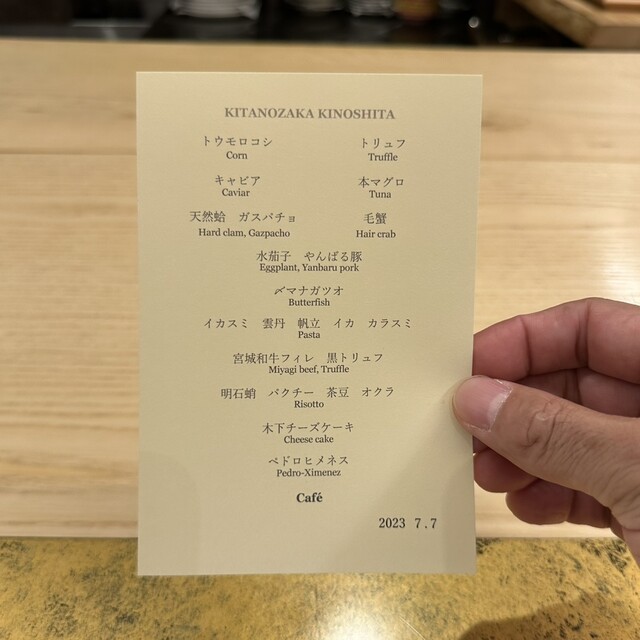 KITANOZAKA KINOSHITA
トウモロコシ　トリュフ
Corn　Truffle
キャビア　本マグロ
Caviar　Tuna
天然蛤　ガスパチョ　毛蟹
Hard clam, Gazpacho　Hair crab
水茄子　やんばる豚
Eggplant, Yanbaru pork
〆マナガツオ
Butterfish
イカスミ　雲丹　帆立　イカ　カラスミ
Pasta
宮城和牛フィレ　黒トリュフ
Miyagi beef, Truffle
明石蛸　パクチー　茶豆　オクラ
Risotto
木下チーズケーキ
Cheese cake
ペドロヒメネス
Pedro-Ximenez
Café
2023 7.7